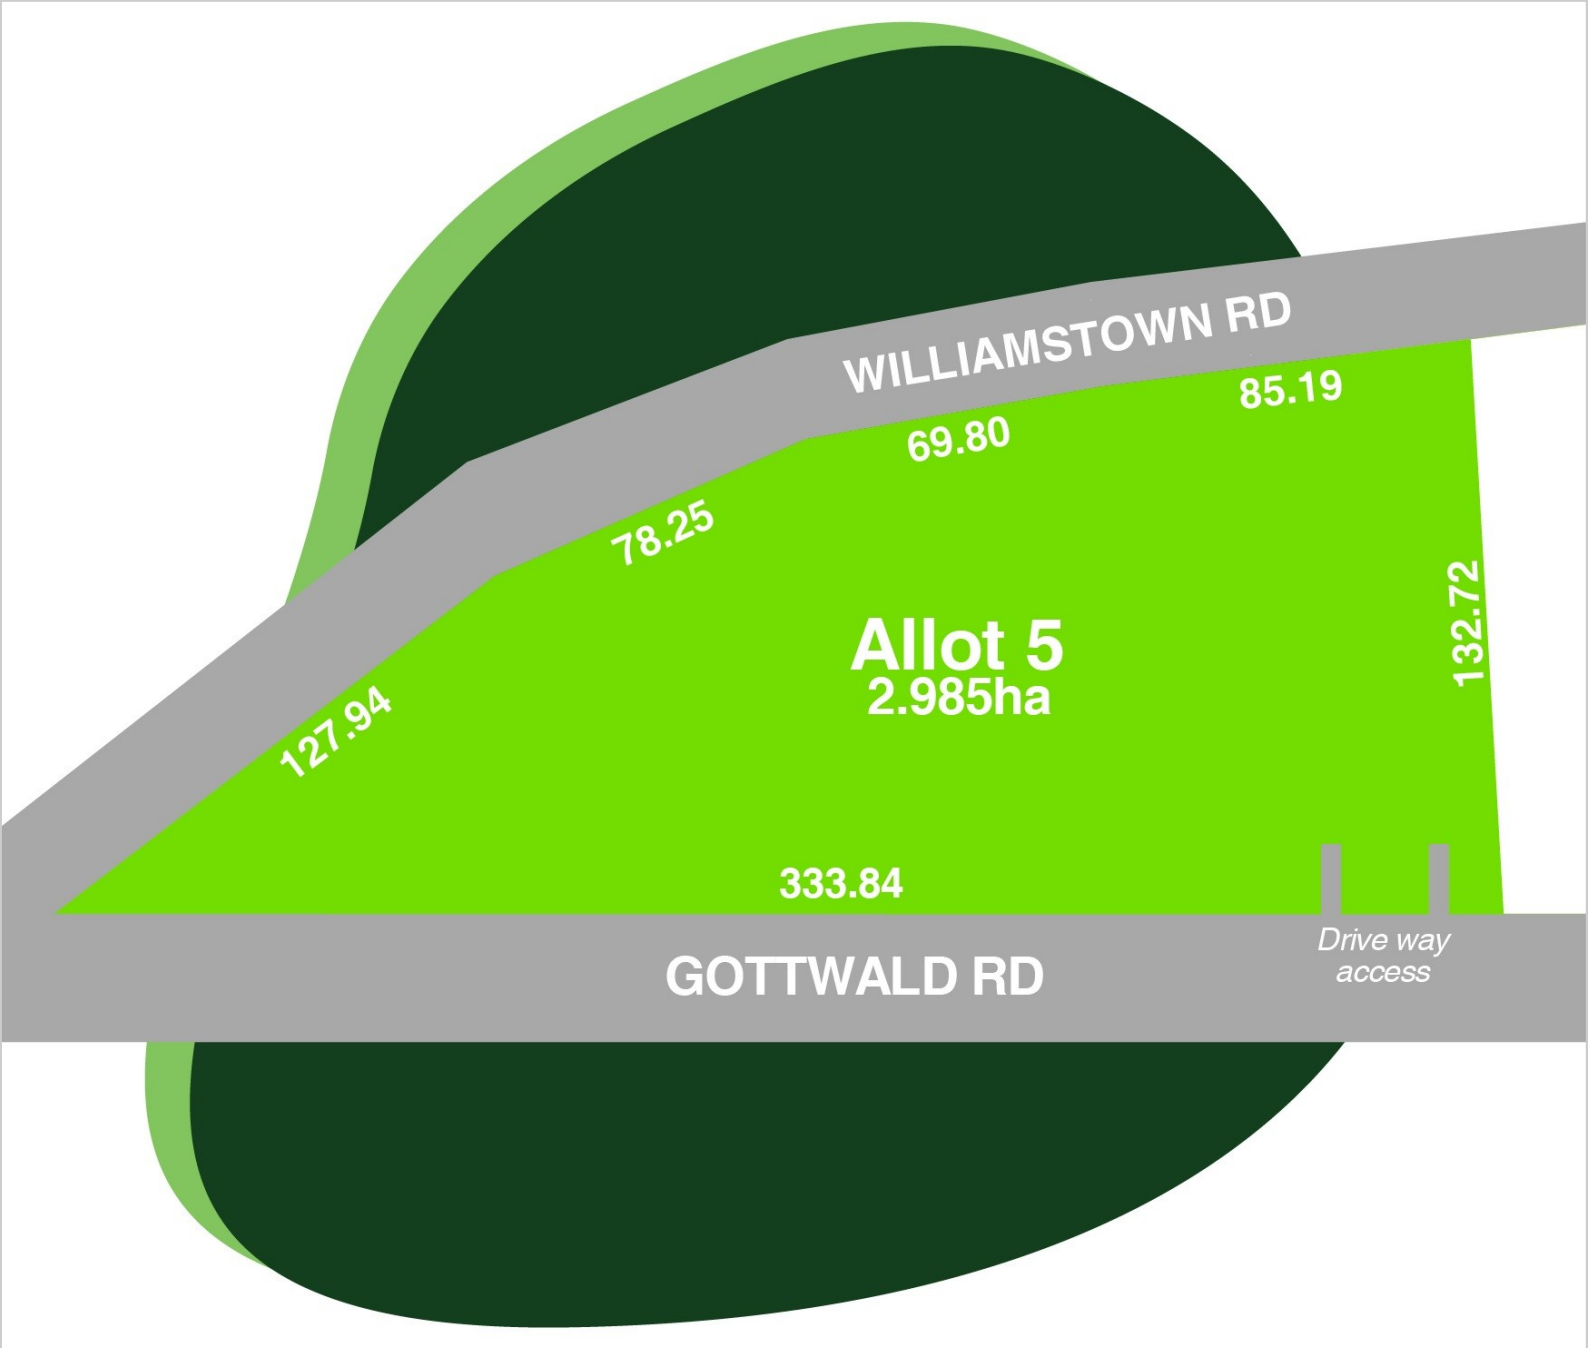 WILLIAMSTOWN RD
85.19
69.80
78.25
132.72
Allot 5
2.985ha
127.94
333.84
Drive way
access
GOTTWALD RD